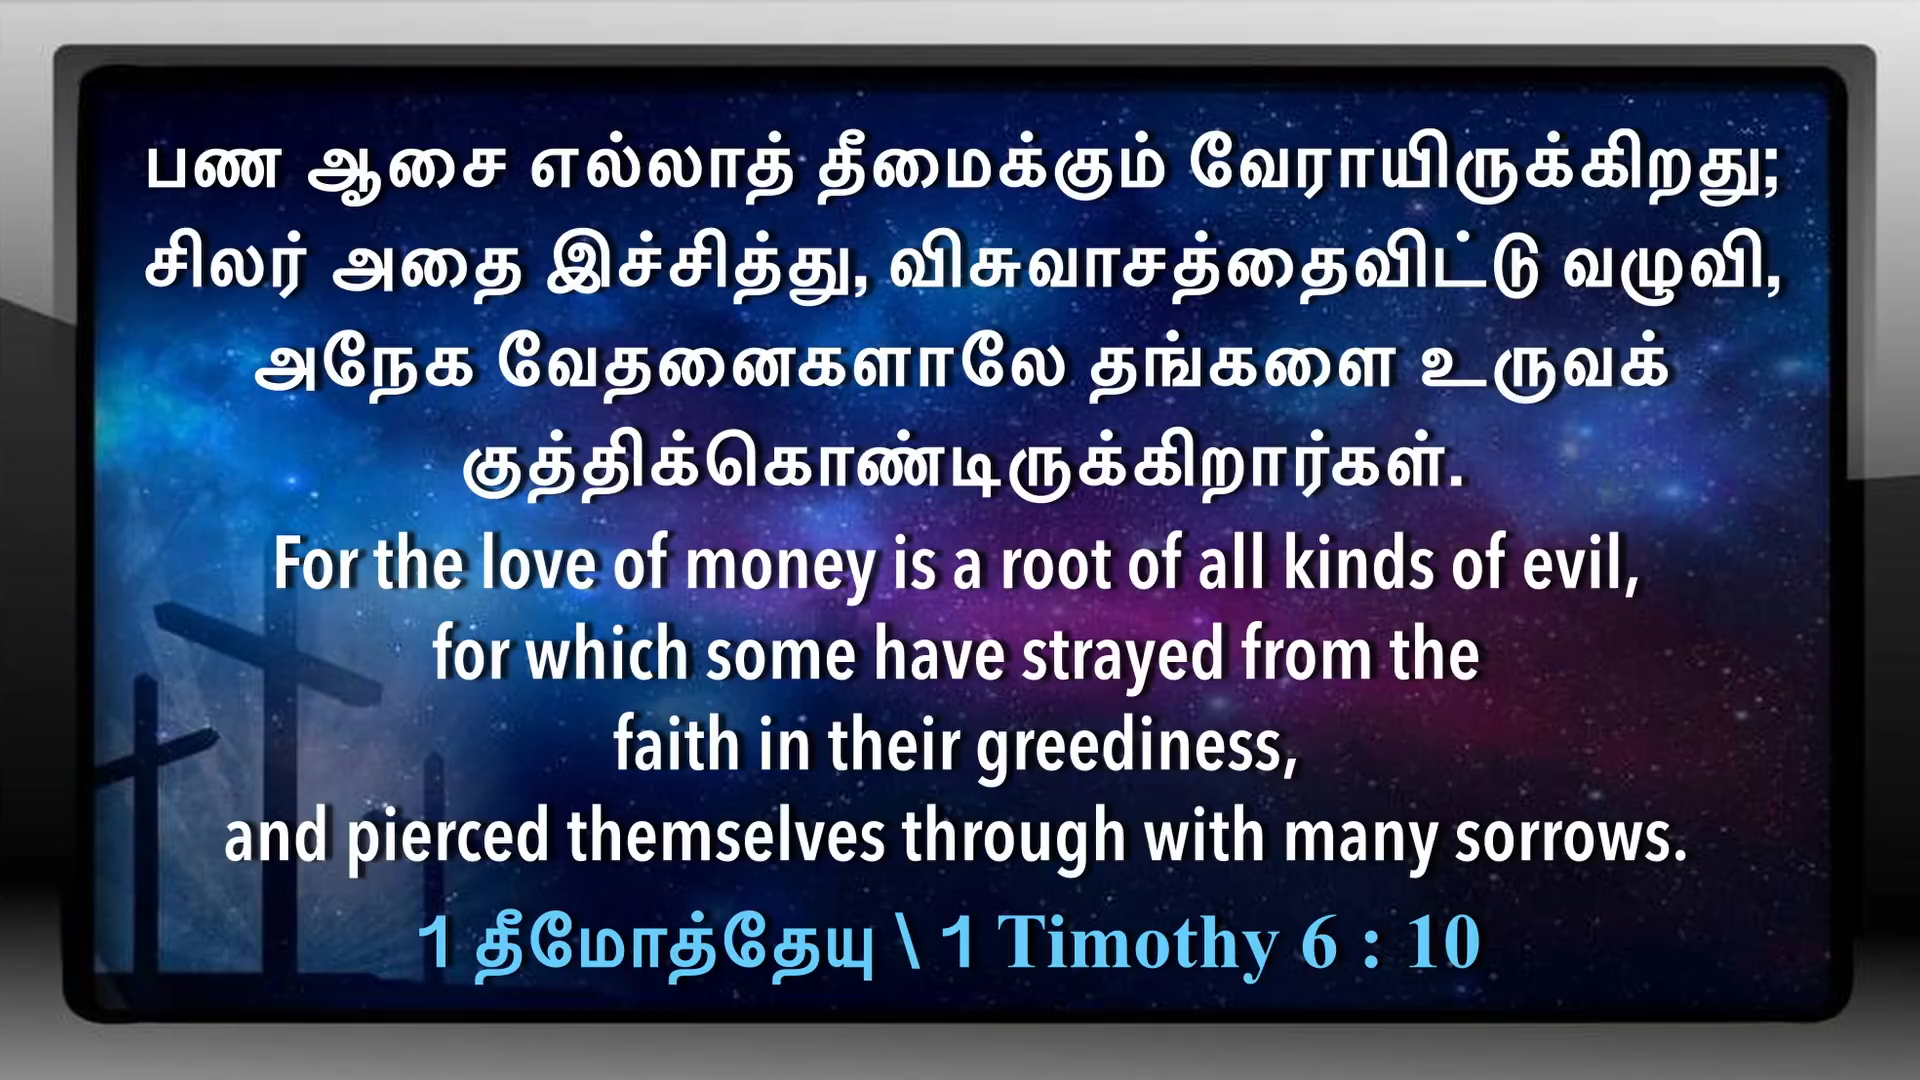 பண ஆசை எல்லாத் தீமைக்கும் வேராயிருக்கிறது;
சிலர் அதை இச்சித்து, விசுவாசத்தைவிட்டு வழுவி,
அநேக வேதனைகளாலே தங்களை உருவக்
குத்திக்கொண்டிருக்கிறார்கள்.
For the love of money is a root of all kinds of evil,
for which some have strayed from the
faith in their greediness,
and pierced themselves through with many sorrows.
1 தீமோத்தேயு \ 1 Timothy 6 : 10